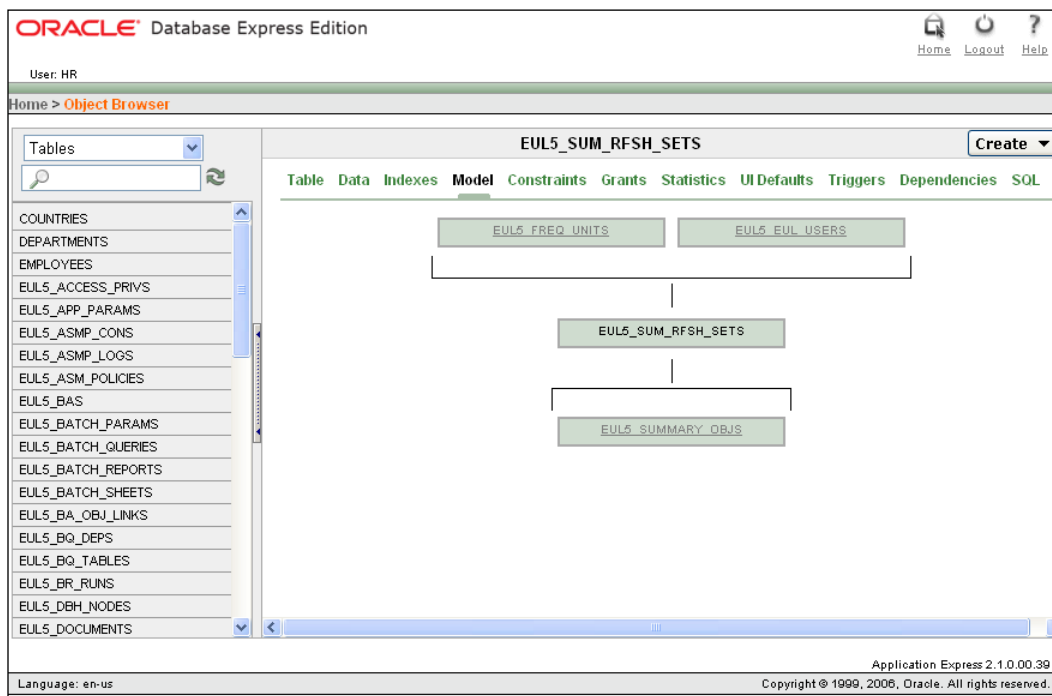 ORACLE Database Express Edition
Home Logout Help
User: HR
Home > Object Browser
Tables
EUL5_SUM_RFSH_SETS
Create
Table Data Indexes Model Constraints Grants Statistics UI Defaults Triggers Dependencies SQL
COUNTRIES
DEPARTMENTS
EMPLOYEES
EUL5_ACCESS_PRIVS
EUL5_APP_PARAMS
EUL5_ASMP_CONS
EUL5_ASMP_LOGS
EUL5_ASM_POLICIES
EUL5_BAS
EUL5_BATCH_PARAMS
EUL5_BATCH_QUERIES
EUL5_BATCH_REPORTS
EUL5_BATCH_SHEETS
EUL5_BA_OBJ_LINKS
EUL5_BQ_DEPS
EUL5_BQ_TABLES
EUL5_BR_RUNS
EUL5_DBH_NODES
EUL5_DOCUMENTS
EUL5_FREQ_UNITS
EUL5_EUL_USERS
EUL5_SUM_RFSH_SETS
EUL5_SUMMARY_OBJS
Application Express 2.1.0.00.39
Language: en-us
Copyright © 1999, 2006, Oracle. All rights reserved.